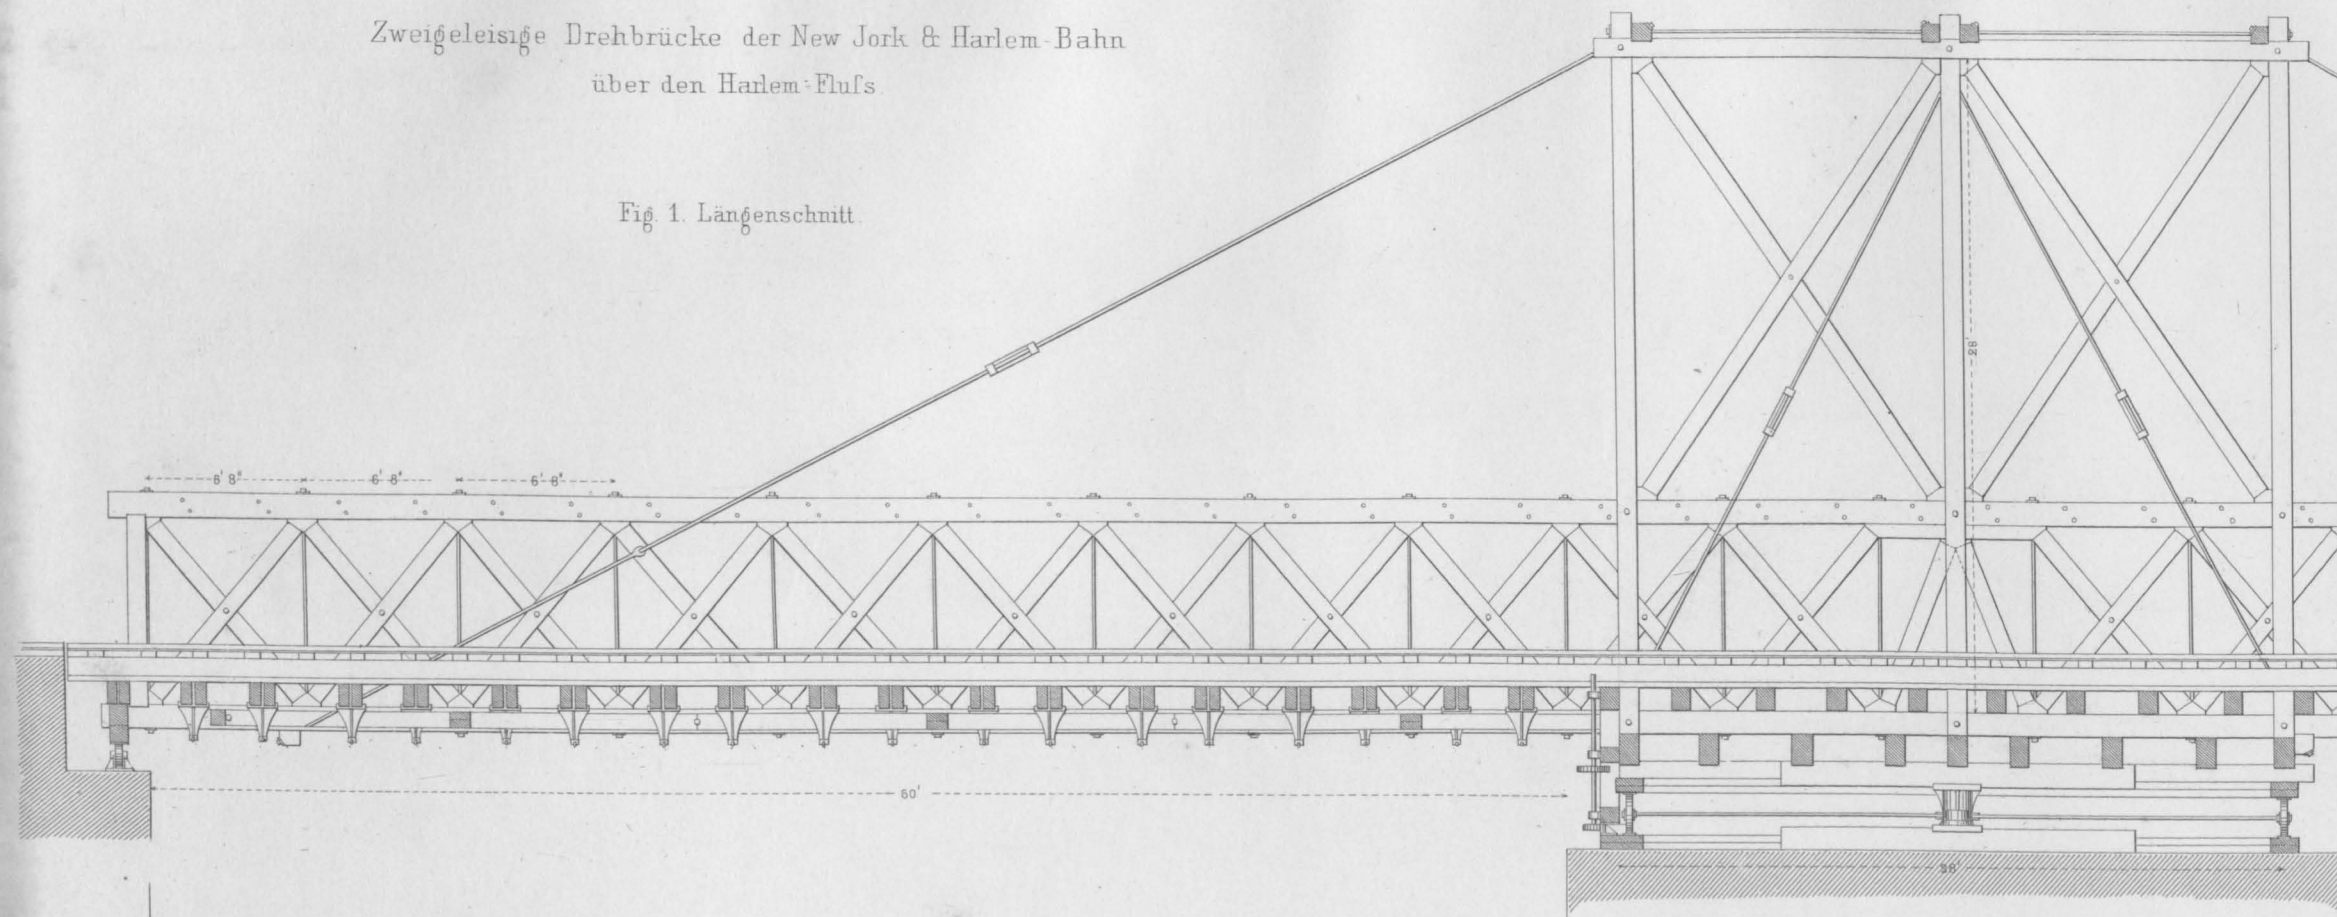 Zweigeleisige Drehbrücke der New Jork & Harlem-Bahn
über den Harlem-Fluſs.
Fig. 1. Längenschnitt.
28'
6' 8" 6' 8" 6' 8"
60'
28'